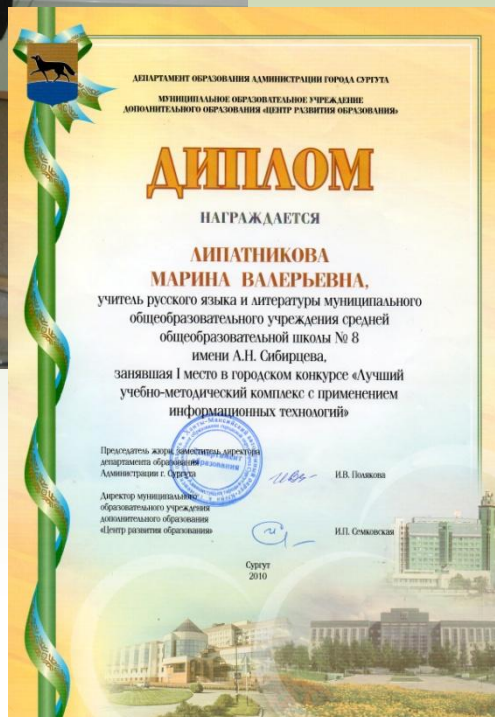 ДЕПАРТАМЕНТ ОБРАЗОВАНИЯ АДМИНИСТРАЦИИ ГОРОДА СУРГУТА
МУНИЦИПАЛЬНОЕ ОБРАЗОВАТЕЛЬНОЕ УЧРЕЖДЕНИЕ
ДОПОЛНИТЕЛЬНОГО ОБРАЗОВАНИЯ «ЦЕНТР РАЗВИТИЯ ОБРАЗОВАНИЯ»
ДИПЛОМ
НАГРАЖДАЕТСЯ
ЛИПАТНИКОВА
МАРИНА ВАЛЕРЬЕВНА,
учитель русского языка и литературы муниципального
общеобразовательного учреждения средней
общеобразовательной школы № 8
имени А.Н. Сибирцева,
занявшая I место в городском конкурсе «Лучший
учебно-методический комплекс с применением
информационных технологий»
Председатель жюри, заместитель директора
департамента образования
Администрации г. Сургута
И.В. Полякова
Директор муниципального
образовательного учреждения
дополнительного образования
«Центр развития образования»
И.П. Семковская
Департамент
образования
Сургут
2010